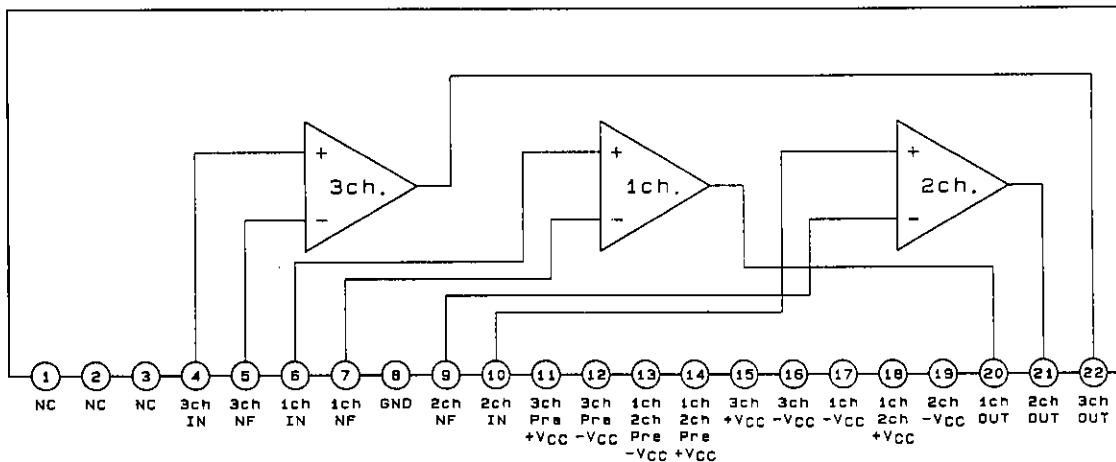 +
3ch.
−
+
1ch.
−
+
2ch.
−
1 2 3 4 5 6 7 8 9 10 11 12 13 14 15 16 17 18 19 20 21 22
NC
NC
NC
3ch
IN
3ch
NF
1ch
IN
1ch
NF
GND
2ch
NF
2ch
IN
3ch
Pre
+VCC
3ch
Pre
−VCC
1ch
2ch
Pre
−VCC
1ch
2ch
Pre
+VCC
3ch
+VCC
3ch
−VCC
1ch
−VCC
1ch
2ch
+VCC
2ch
−VCC
1ch
OUT
2ch
OUT
3ch
OUT